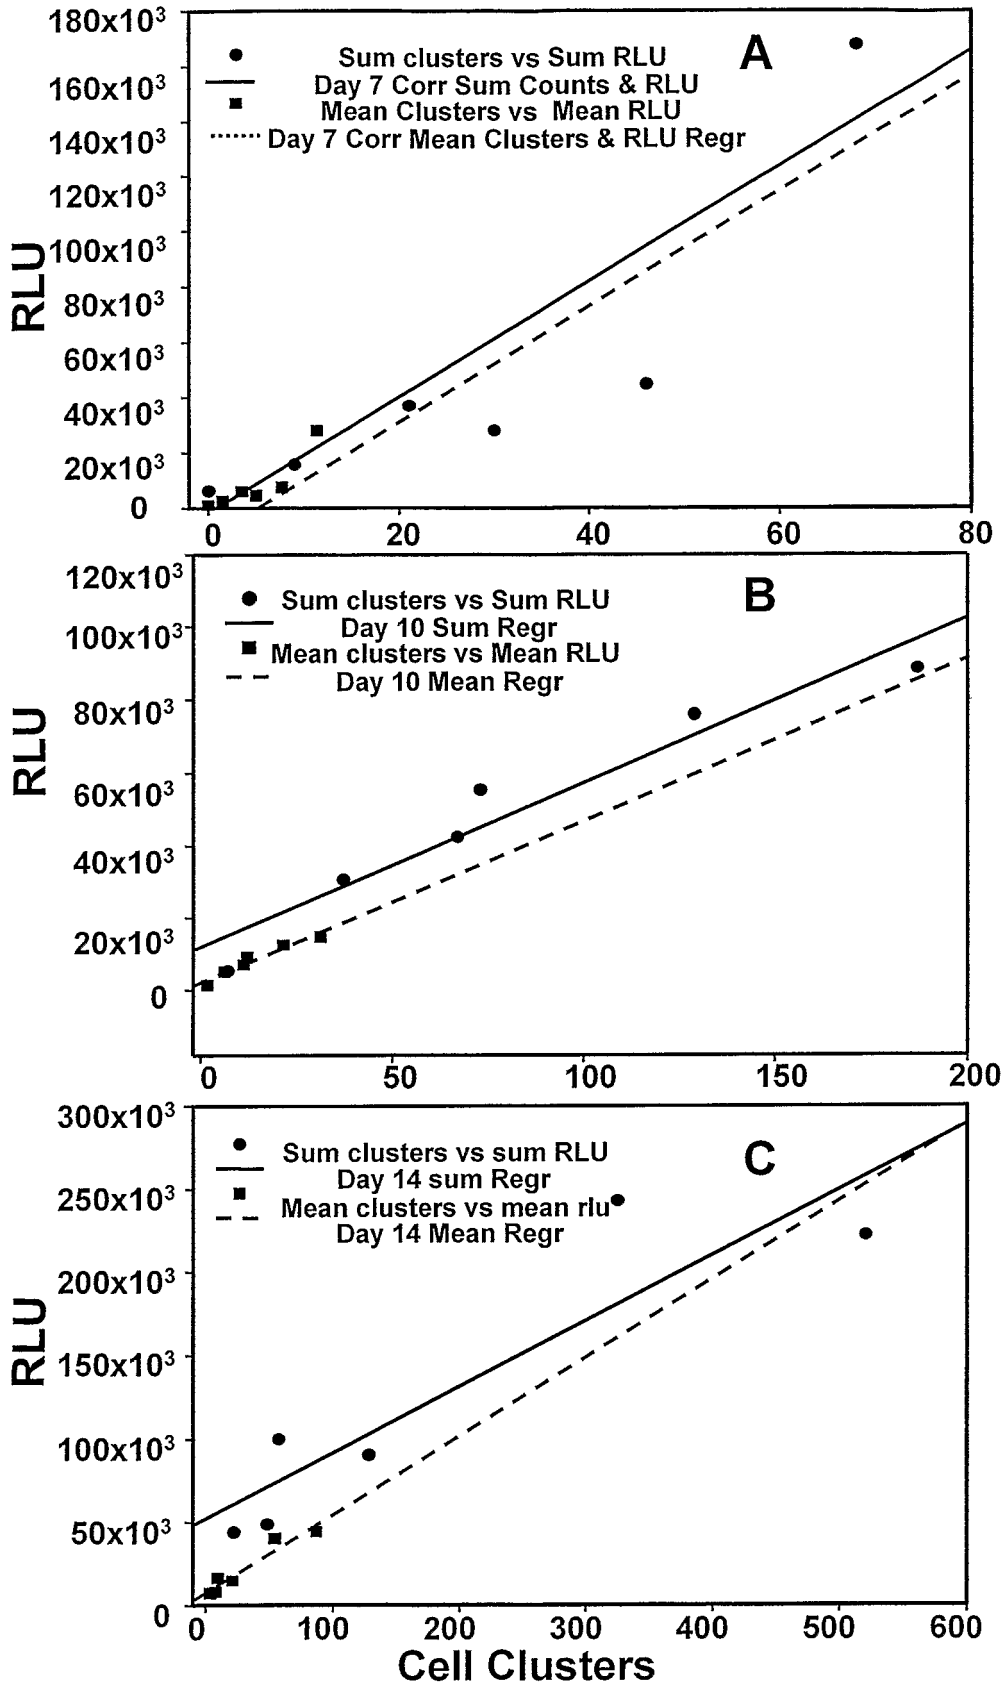 180x10³
A
Sum clusters vs Sum RLU
Day 7 Corr Sum Counts & RLU
Mean Clusters vs Mean RLU
Day 7 Corr Mean Clusters & RLU Regr
160x10³
140x10³
120x10³
100x10³
80x10³
60x10³
40x10³
20x10³
0
RLU
0 20 40 60 80
B
Sum clusters vs Sum RLU
Day 10 Sum Regr
Mean clusters vs Mean RLU
Day 10 Mean Regr
120x10³
100x10³
80x10³
60x10³
40x10³
20x10³
0
RLU
0 50 100 150 200
C
Sum clusters vs sum RLU
Day 14 sum Regr
Mean clusters vs mean rlu
Day 14 Mean Regr
300x10³
250x10³
200x10³
150x10³
100x10³
50x10³
0
RLU
0 100 200 300 400 500 600
Cell Clusters